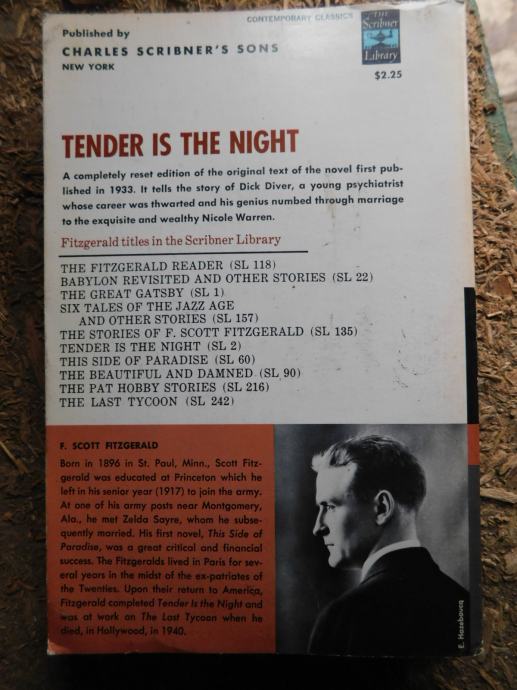 CONTEMPORARY CLASSICS
THE
Scribner
Library
$2.25
Published by
CHARLES SCRIBNER'S SONS
NEW YORK
TENDER IS THE NIGHT
A completely reset edition of the original text of the novel first pub-
lished in 1933. It tells the story of Dick Diver, a young psychiatrist
whose career was thwarted and his genius numbed through marriage
to the exquisite and wealthy Nicole Warren.
Fitzgerald titles in the Scribner Library
THE FITZGERALD READER (SL 118)
BABYLON REVISITED AND OTHER STORIES (SL 22)
THE GREAT GATSBY (SL 1)
SIX TALES OF THE JAZZ AGE
AND OTHER STORIES (SL 157)
THE STORIES OF F. SCOTT FITZGERALD (SL 135)
TENDER IS THE NIGHT (SL 2)
THIS SIDE OF PARADISE (SL 60)
THE BEAUTIFUL AND DAMNED (SL 90)
THE PAT HOBBY STORIES (SL 216)
THE LAST TYCOON (SL 242)
F. SCOTT FITZGERALD
Born in 1896 in St. Paul, Minn., Scott Fitz-
gerald was educated at Princeton which he
left in his senior year (1917) to join the army.
At one of his army posts near Montgomery,
Ala., he met Zelda Sayre, whom he subse-
quently married. His first novel, This Side of
Paradise, was a great critical and financial
success. The Fitzgeralds lived in Paris for sev-
eral years in the midst of the ex-patriates of
the Twenties. Upon their return to America,
Fitzgerald completed Tender Is the Night and
was at work on The Last Tycoon when he
died, in Hollywood, in 1940.
E. Hazeboucq